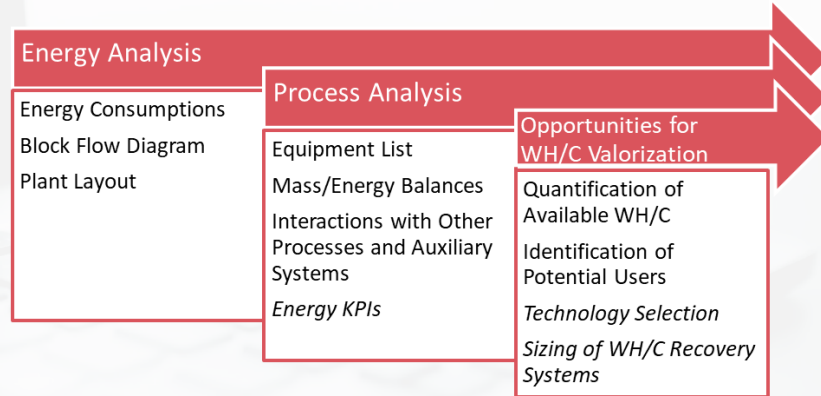 Energy Analysis
Energy Consumptions
Block Flow Diagram
Plant Layout
Process Analysis
Equipment List
Mass/Energy Balances
Interactions with Other
Processes and Auxiliary
Systems
Energy KPIs
Opportunities for
WH/C Valorization
Quantification of
Available WH/C
Identification of
Potential Users
Technology Selection
Sizing of WH/C Recovery
Systems